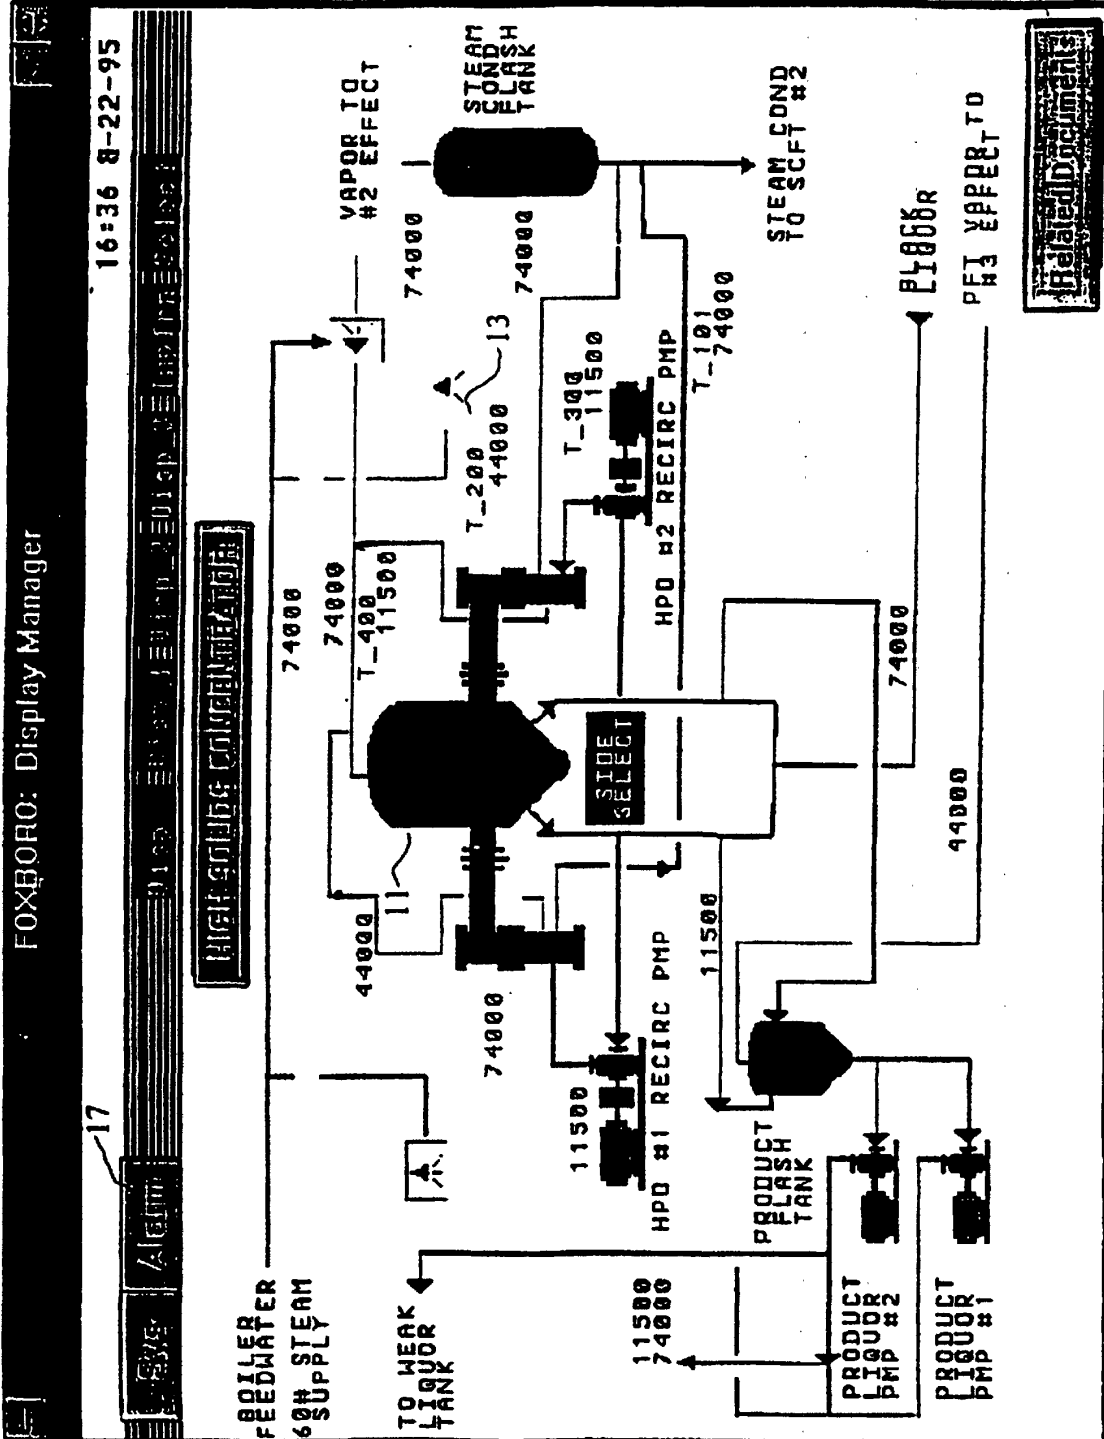 FOXBORO: Display Manager
17
16:36 8-22-95
Sys
Alarm
HIGH SOLIDS CONCENTRATOR
BOILER
FEEDWATER
60# STEAM
SUPPLY
74000
VAPOR TO
#2 EFFECT
74000
T_400
11500
44000
11
74000
T_200
44000
13
74000
STEAM
COND
FLASH
TANK
74000
TO WEAK
LIQUOR
TANK
11500
HPD #1 RECIRC PMP
SIDE
SELECT
T_300
11500
HPD #2 RECIRC PMP
T_101
74000
STEAM COND
TO SCFT #2
11500
74000
PRODUCT
FLASH
TANK
11500
PRODUCT
LIQUOR
PMP #2
74000
BLACK
LIQUOR
PRODUCT
LIQUOR
PMP #1
44000
PFT VAPOR TO
#3 EFFECT
Related Documents